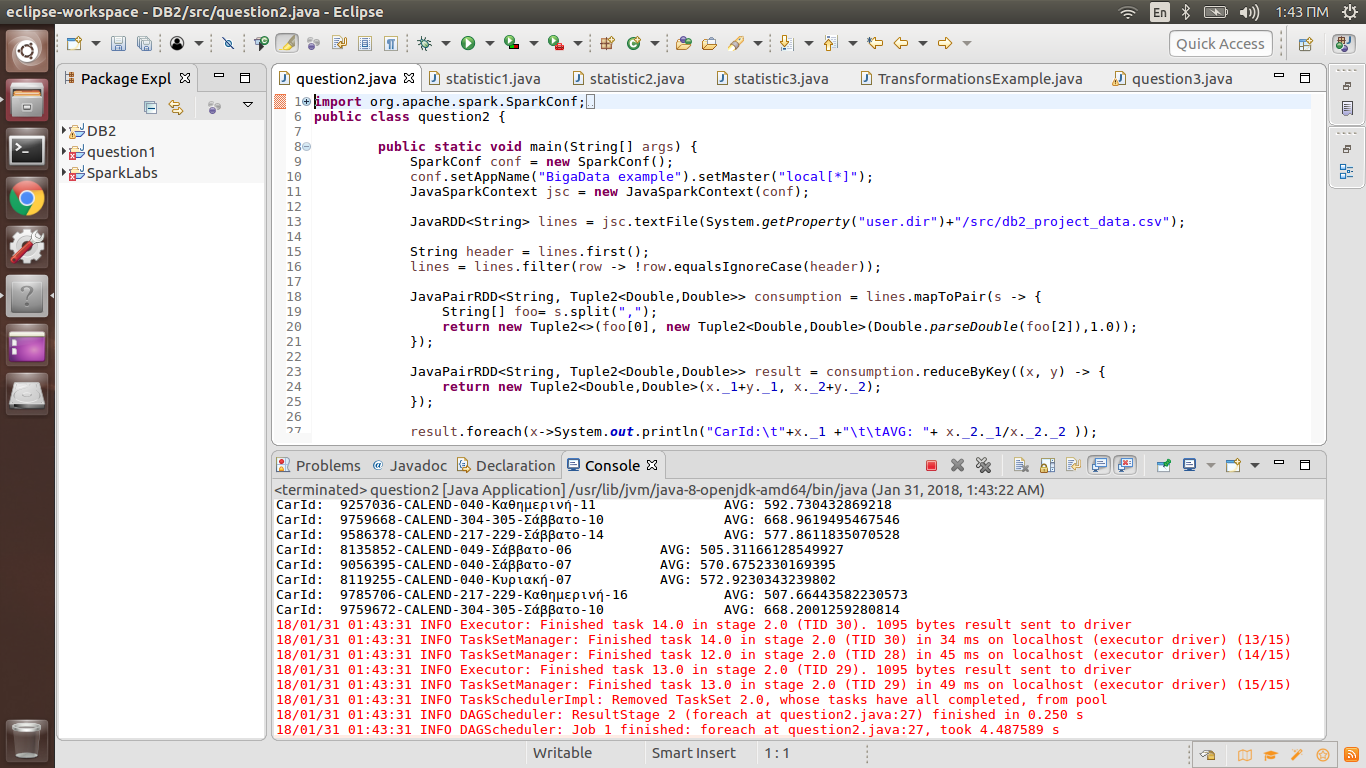 eclipse-workspace - DB2/src/question2.java - Eclipse
En
1:43 ΠΜ
Quick Access
Package Expl
question2.java
statistic1.java
statistic2.java
statistic3.java
TransformationsExample.java
question3.java
DB2
question1
SparkLabs
1 import org.apache.spark.SparkConf;
6 public class question2 {
7
8 public static void main(String[] args) {
9 SparkConf conf = new SparkConf();
10 conf.setAppName("BigaData example").setMaster("local[*]");
11 JavaSparkContext jsc = new JavaSparkContext(conf);
12
13 JavaRDD<String> lines = jsc.textFile(System.getProperty("user.dir")+"/src/db2_project_data.csv");
14
15 String header = lines.first();
16 lines = lines.filter(row -> !row.equalsIgnoreCase(header));
17
18 JavaPairRDD<String, Tuple2<Double,Double>> consumption = lines.mapToPair(s -> {
19 String[] foo= s.split(",");
20 return new Tuple2<>(foo[0], new Tuple2<Double,Double>(Double.parseDouble(foo[2]),1.0));
21 });
22
23 JavaPairRDD<String, Tuple2<Double,Double>> result = consumption.reduceByKey((x, y) -> {
24 return new Tuple2<Double,Double>(x._1+y._1, x._2+y._2);
25 });
26
27 result.foreach(x->System.out.println("CarId:\t"+x._1 +"\t\tAVG: "+ x._2._1/x._2._2 ));
Problems
Javadoc
Declaration
Console
<terminated> question2 [Java Application] /usr/lib/jvm/java-8-openjdk-amd64/bin/java (Jan 31, 2018, 1:43:22 AM)
CarId: 9257036-CALEND-040-Καθημερινή-11 AVG: 592.730432869218
CarId: 9759668-CALEND-304-305-Σάββατο-10 AVG: 668.9619495467546
CarId: 9586378-CALEND-217-229-Σάββατο-14 AVG: 577.8611835070528
CarId: 8135852-CALEND-049-Σάββατο-06 AVG: 505.31166128549927
CarId: 9056395-CALEND-040-Σάββατο-07 AVG: 570.6752330169395
CarId: 8119255-CALEND-040-Κυριακή-07 AVG: 572.9230343239802
CarId: 9785706-CALEND-217-229-Καθημερινή-16 AVG: 507.66443582230573
CarId: 9759672-CALEND-304-305-Σάββατο-10 AVG: 668.2001259280814
18/01/31 01:43:31 INFO Executor: Finished task 14.0 in stage 2.0 (TID 30). 1095 bytes result sent to driver
18/01/31 01:43:31 INFO TaskSetManager: Finished task 14.0 in stage 2.0 (TID 30) in 34 ms on localhost (executor driver) (13/15)
18/01/31 01:43:31 INFO TaskSetManager: Finished task 12.0 in stage 2.0 (TID 28) in 45 ms on localhost (executor driver) (14/15)
18/01/31 01:43:31 INFO Executor: Finished task 13.0 in stage 2.0 (TID 29). 1095 bytes result sent to driver
18/01/31 01:43:31 INFO TaskSetManager: Finished task 13.0 in stage 2.0 (TID 29) in 49 ms on localhost (executor driver) (15/15)
18/01/31 01:43:31 INFO TaskSchedulerImpl: Removed TaskSet 2.0, whose tasks have all completed, from pool
18/01/31 01:43:31 INFO DAGScheduler: ResultStage 2 (foreach at question2.java:27) finished in 0.250 s
18/01/31 01:43:31 INFO DAGScheduler: Job 1 finished: foreach at question2.java:27, took 4.487589 s
Writable
Smart Insert
1 : 1